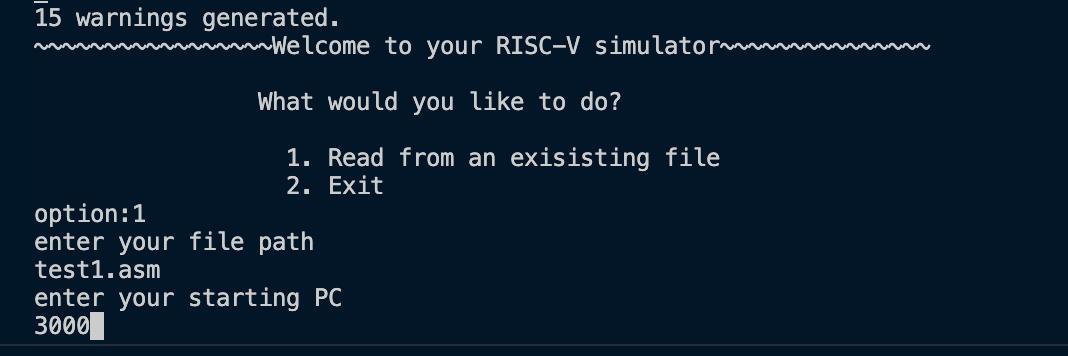 15 warnings generated.
~~~~~~~~~~~~~~~~~Welcome to your RISC-V simulator~~~~~~~~~~~~~~~
What would you like to do?
1. Read from an exisisting file
2. Exit
option:1
enter your file path
test1.asm
enter your starting PC
3000